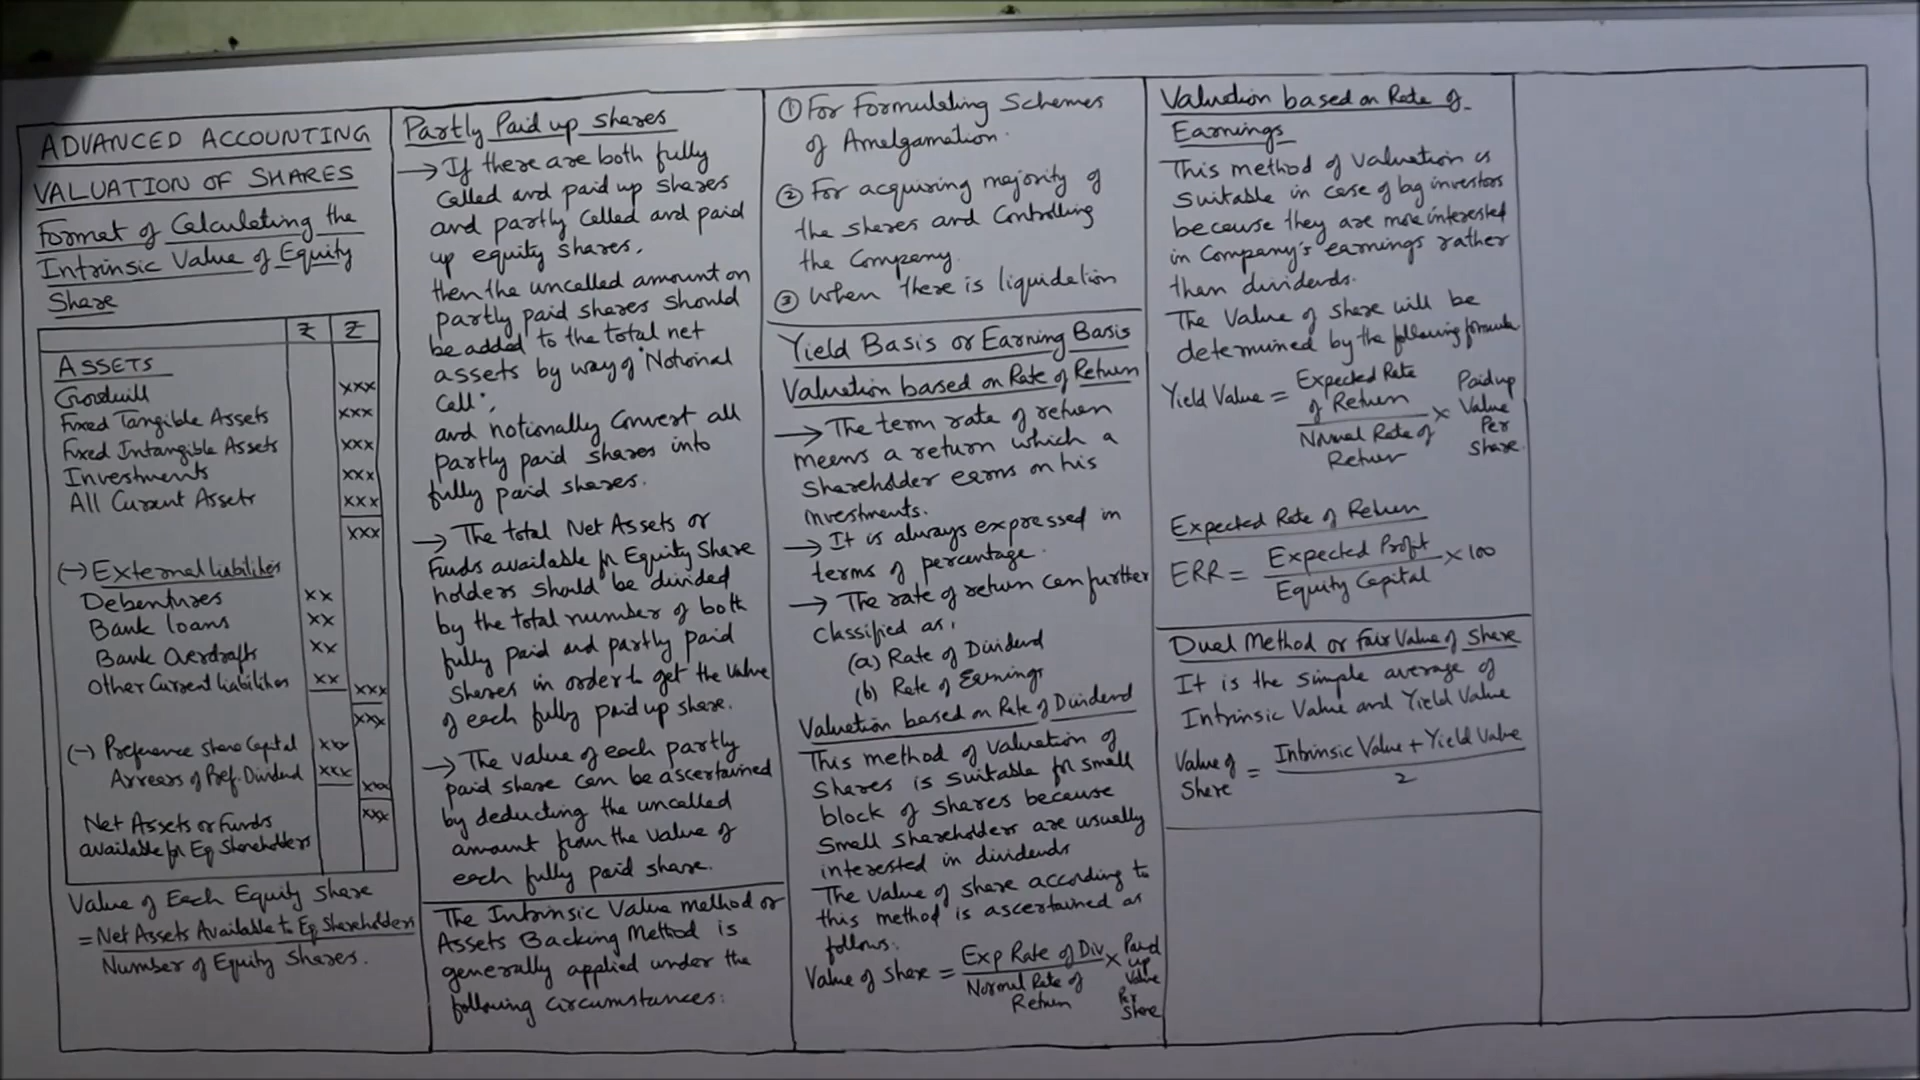 ADVANCED ACCOUNTING
VALUATION OF SHARES
Format of Calculating the
Intrinsic Value of Equity
Share
₹ ₹
ASSETS
Goodwill xxx
Fixed Tangible Assets xxx
Fixed Intangible Assets xxx
Investments xxx
All Current Assets xxx
xxx
(-) External liabilities
Debentures xx
Bank loans xx
Bank Overdrafts xx
Other Current liabilities xx xxx
xxx
(-) Preference Share Capital xxx
Arrears of Pref. Dividend xxx xxx
Net Assets or Funds xxx
available for Eq Shareholders
Value of Each Equity Share
= Net Assets Available to Eq Shareholders
Number of Equity Shares.
Partly Paid up shares
→ If there are both fully
Called and paid up shares
and partly Called and paid
up equity shares,
then the uncalled amount on
partly paid shares should
be added to the total net
assets by way of "Notional
Call",
and notionally Convert all
partly paid shares into
fully paid shares.
→ The total Net Assets or
Funds available for Equity Share
holders should be divided
by the total number of both
fully paid and partly paid
shares in order to get the Value
of each fully paid up share.
→ The value of each partly
paid share can be ascertained
by deducting the uncalled
amount from the value of
each fully paid share.
The Intrinsic Value method or
Assets Backing Method is
generally applied under the
following circumstances:
① For Formulating Schemes
of Amalgamation.
② For acquiring majority of
the shares and Controlling
the Company.
③ When there is liquidation
Yield Basis or Earning Basis
Valuation based on Rate of Return
→ The term rate of return
means a return which a
Shareholder earns on his
investments.
→ It is always expressed in
terms of percentage.
→ The rate of return can further
Classified as,
(a) Rate of Dividend
(b) Rate of Earnings
Valuation based on Rate of Dividend
This method of valuation of
Shares is suitable for small
block of shares because
Small shareholders are usually
interested in dividends
The value of share according to
this method is ascertained as
follows:
Value of share = Exp Rate of Div × Paid
up
Normal Rate of Value
Return Per
Share
Valuation based on Rate of
Earnings
This method of valuation is
suitable in case of big investors
because they are more interested
in Company's earnings rather
than dividends.
The Value of share will be
determined by the following formula
Yield Value = Expected Rate of Return × Paidup Value
Normal Rate of Per
Return Share.
Expected Rate of Return
ERR = Expected Profit × 100
Equity Capital
Dual Method or Fair Value of Share
It is the simple average of
Intrinsic Value and Yield Value
Value of Share = Intrinsic Value + Yield Value
2